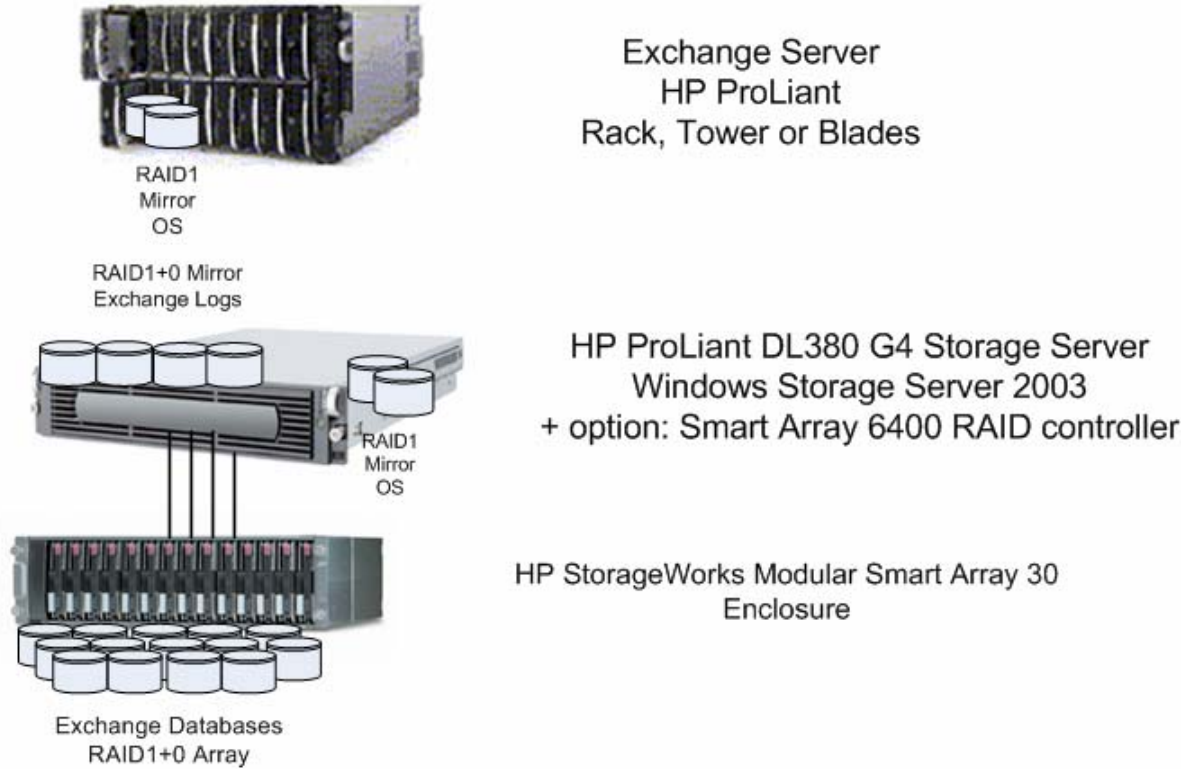 Exchange Server
HP ProLiant
Rack, Tower or Blades
RAID1
Mirror
OS
RAID1+0 Mirror
Exchange Logs
HP ProLiant DL380 G4 Storage Server
Windows Storage Server 2003
+ option: Smart Array 6400 RAID controller
RAID1
Mirror
OS
HP StorageWorks Modular Smart Array 30
Enclosure
Exchange Databases
RAID1+0 Array